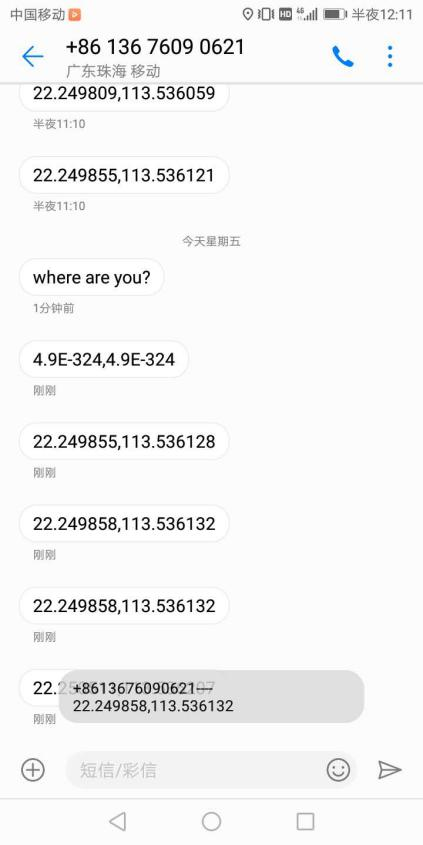 中国移动
HD 4G 半夜12:11
+86 136 7609 0621
广东珠海 移动
22.249809,113.536059
半夜11:10
22.249855,113.536121
半夜11:10
今天星期五
where are you?
1分钟前
4.9E-324,4.9E-324
刚刚
22.249855,113.536128
刚刚
22.249858,113.536132
刚刚
22.249858,113.536132
刚刚
+8613676090621---
22.249858,113.536132
刚刚
短信/彩信